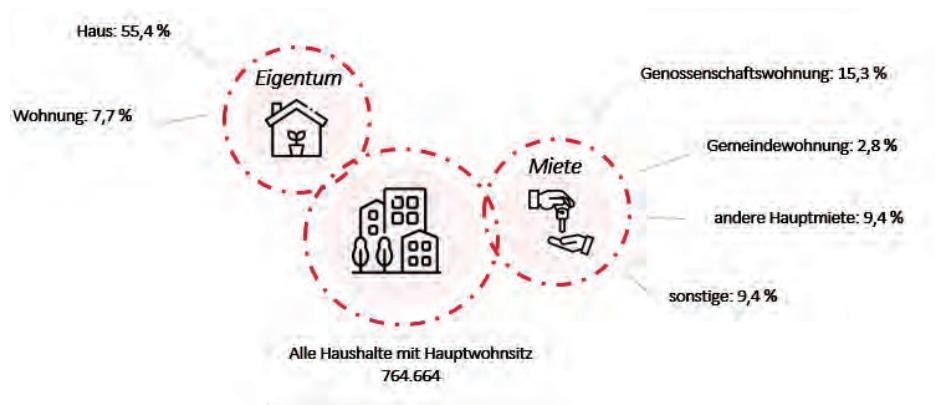 Haus: 55,4 %
Eigentum
Wohnung: 7,7 %
Genossenschaftswohnung: 15,3 %
Gemeindewohnung: 2,8 %
Miete
andere Hauptmiete: 9,4 %
sonstige: 9,4 %
Alle Haushalte mit Hauptwohnsitz
764.664